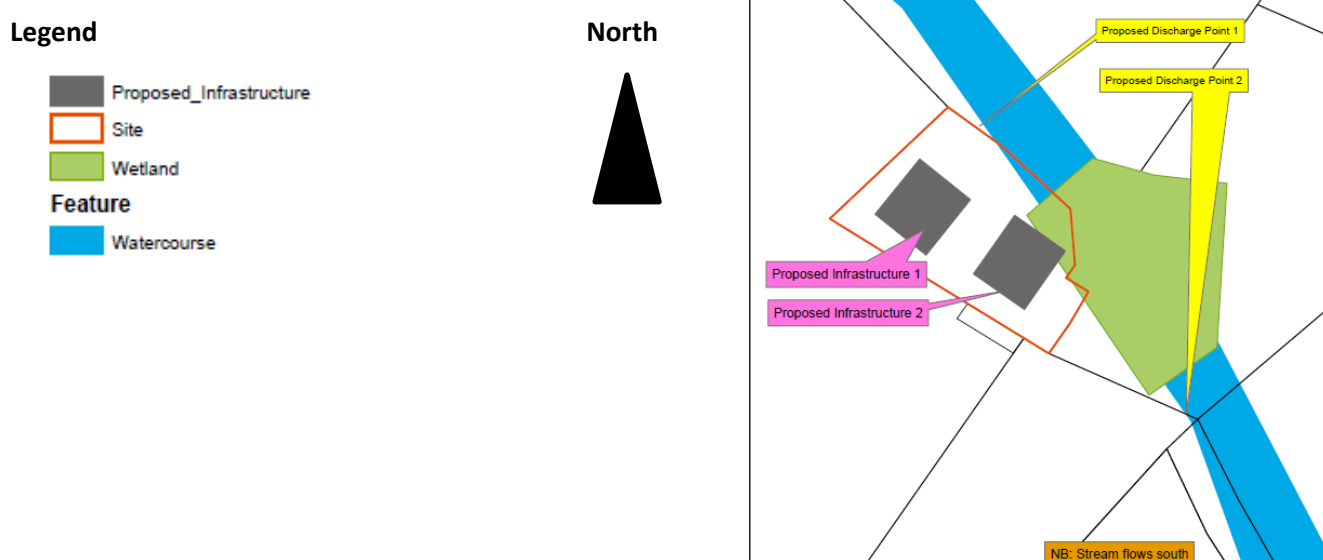 Legend
North
Proposed_Infrastructure
Site
Wetland
Feature
Watercourse
Proposed Discharge Point 1
Proposed Discharge Point 2
Proposed Infrastructure 1
Proposed Infrastructure 2
NB: Stream flows south